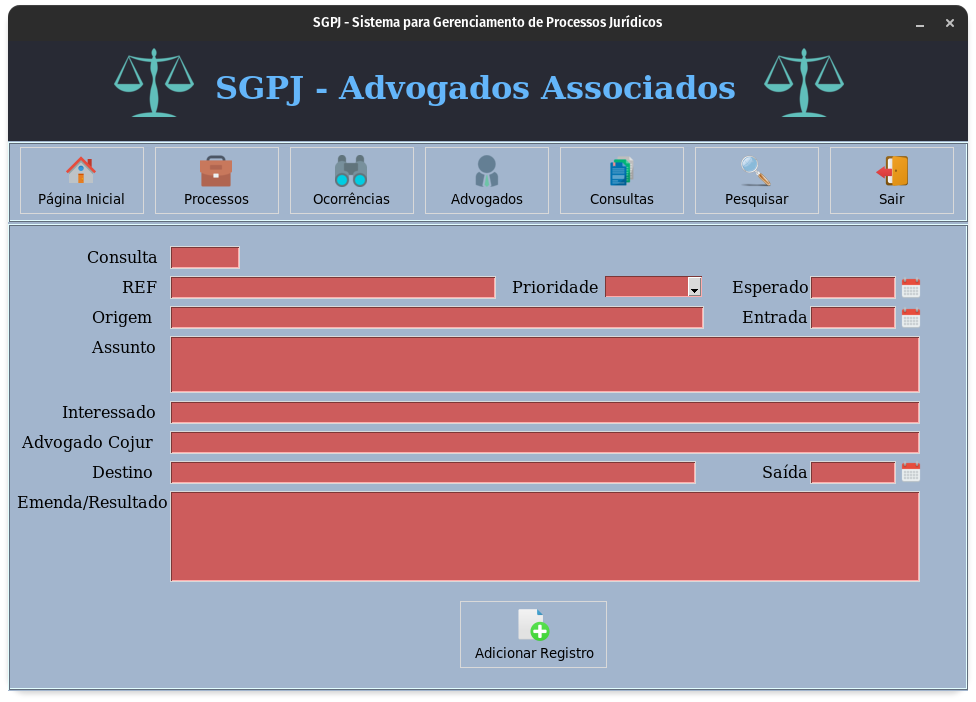 SGPJ - Sistema para Gerenciamento de Processos Jurídicos
SGPJ - Advogados Associados
Página Inicial Processos Ocorrências Advogados Consultas Pesquisar Sair
Consulta
REF Prioridade Esperado
Origem Entrada
Assunto
Interessado
Advogado Cojur
Destino Saída
Emenda/Resultado
Adicionar Registro